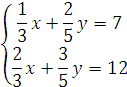 1/3 x + 2/5 y = 7
2/3 x + 3/5 y = 12